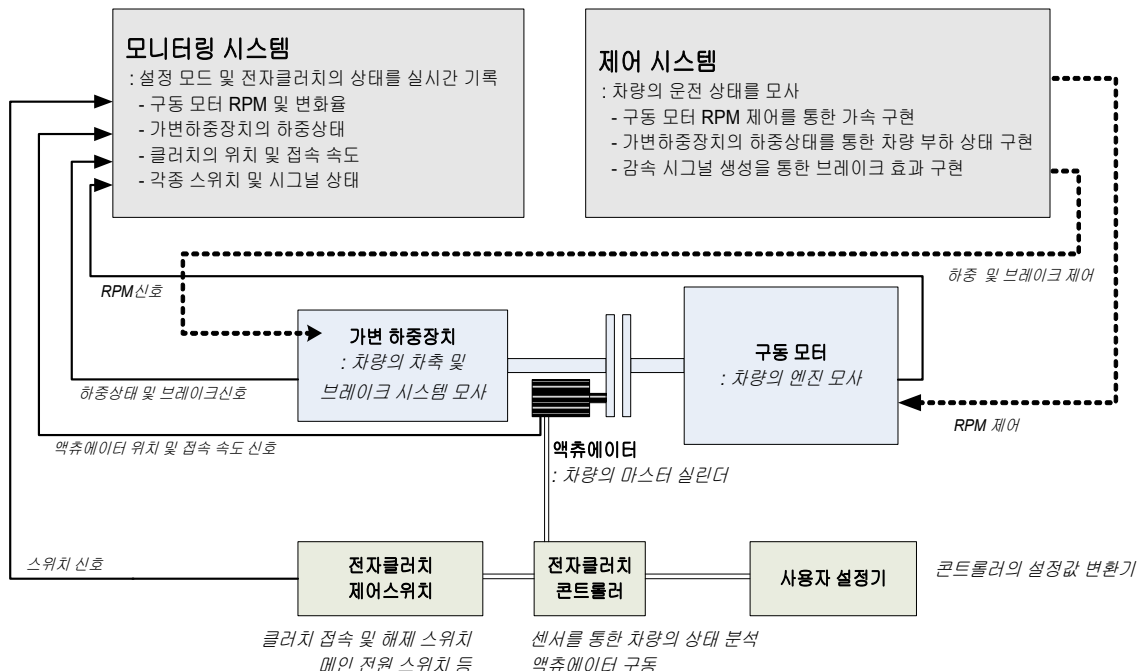 모니터링 시스템
: 설정 모드 및 전자클러치의 상태를 실시간 기록
- 구동 모터 RPM 및 변화율
- 가변하중장치의 하중상태
- 클러치의 위치 및 접속 속도
- 각종 스위치 및 시그널 상태
제어 시스템
: 차량의 운전 상태를 모사
- 구동 모터 RPM 제어를 통한 가속 구현
- 가변하중장치의 하중상태를 통한 차량 부하 상태 구현
- 감속 시그널 생성을 통한 브레이크 효과 구현
RPM신호
하중 및 브레이크 제어
가변 하중장치
: 차량의 차축 및
브레이크 시스템 모사
구동 모터
: 차량의 엔진 모사
하중상태 및 브레이크신호
RPM 제어
액츄에이터 위치 및 접속 속도 신호
액츄에이터
: 차량의 마스터 실린더
스위치 신호
전자클러치
제어스위치
전자클러치
콘트롤러
사용자 설정기
콘트롤러의 설정값 변환기
클러치 접속 및 해제 스위치
메인 전원 스위치 등
센서를 통한 차량의 상태 분석
액츄에이터 구동